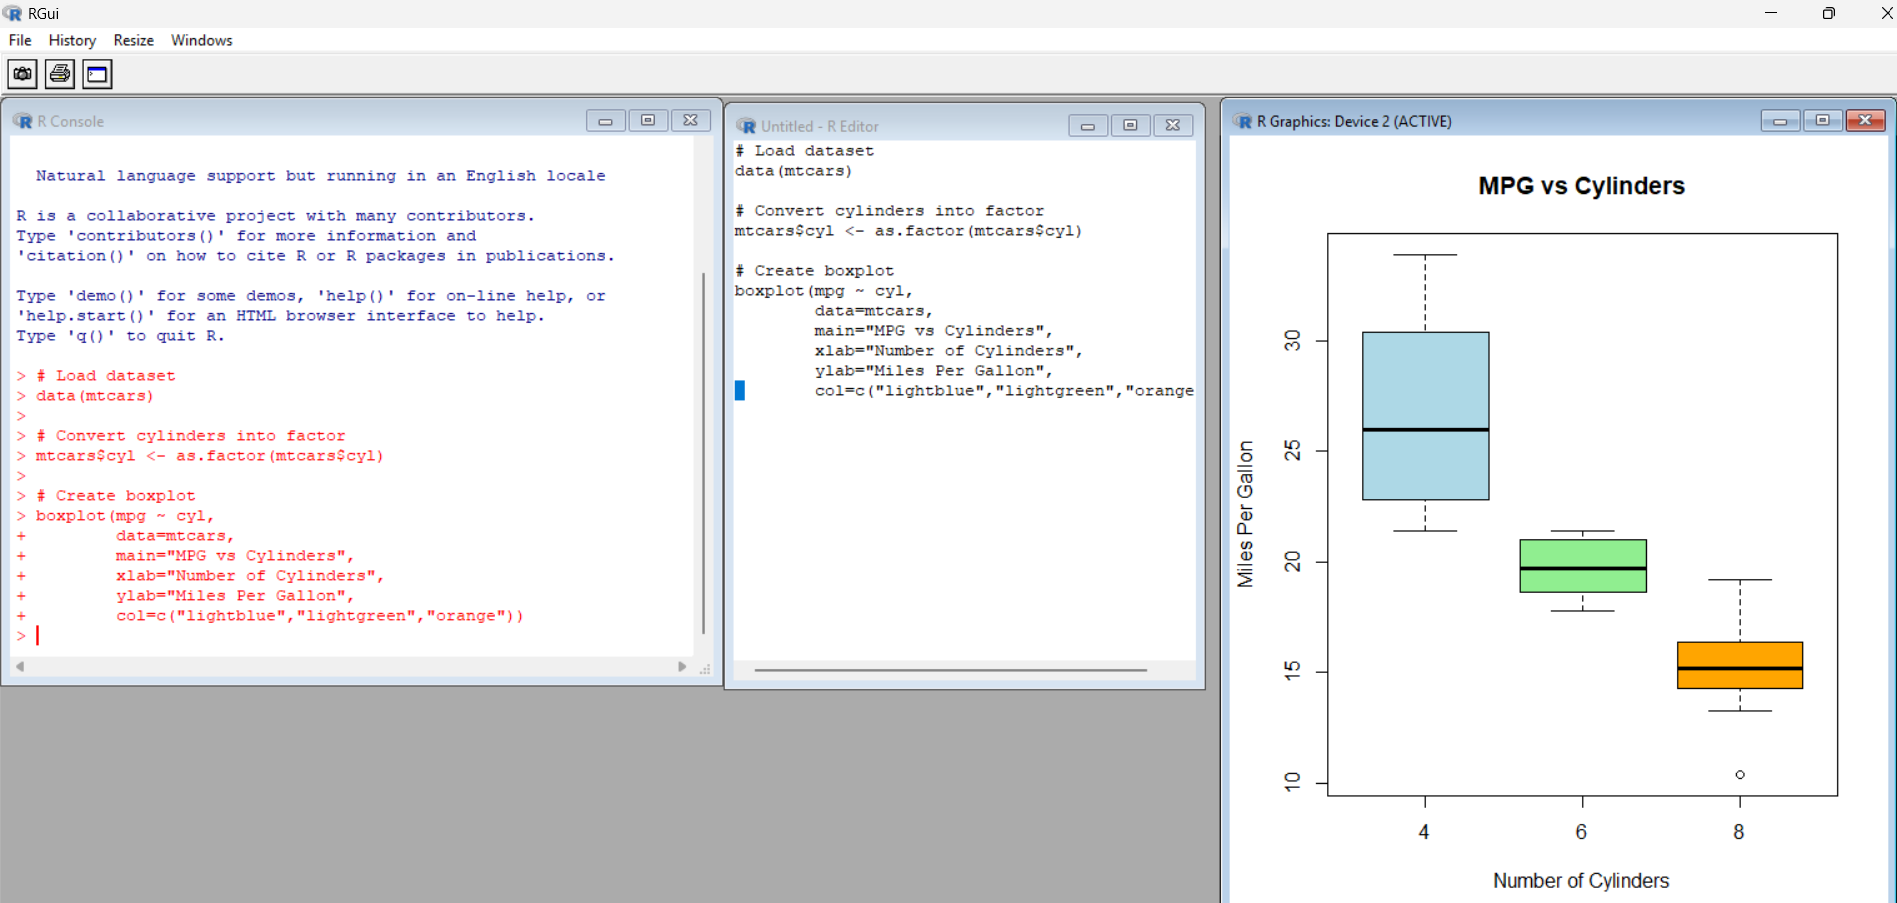 RGui
File History Resize Windows
R Console
Natural language support but running in an English locale
R is a collaborative project with many contributors.
Type 'contributors()' for more information and
'citation()' on how to cite R or R packages in publications.
Type 'demo()' for some demos, 'help()' for on-line help, or
'help.start()' for an HTML browser interface to help.
Type 'q()' to quit R.
> # Load dataset
> data(mtcars)
>
> # Convert cylinders into factor
> mtcars$cyl <- as.factor(mtcars$cyl)
>
> # Create boxplot
> boxplot(mpg ~ cyl,
+         data=mtcars,
+         main="MPG vs Cylinders",
+         xlab="Number of Cylinders",
+         ylab="Miles Per Gallon",
+         col=c("lightblue","lightgreen","orange"))
>
Untitled - R Editor
# Load dataset
data(mtcars)
# Convert cylinders into factor
mtcars$cyl <- as.factor(mtcars$cyl)
# Create boxplot
boxplot(mpg ~ cyl,
        data=mtcars,
        main="MPG vs Cylinders",
        xlab="Number of Cylinders",
        ylab="Miles Per Gallon",
        col=c("lightblue","lightgreen","orange
R Graphics: Device 2 (ACTIVE)
MPG vs Cylinders
Miles Per Gallon
30
25
20
15
10
4 6 8
Number of Cylinders